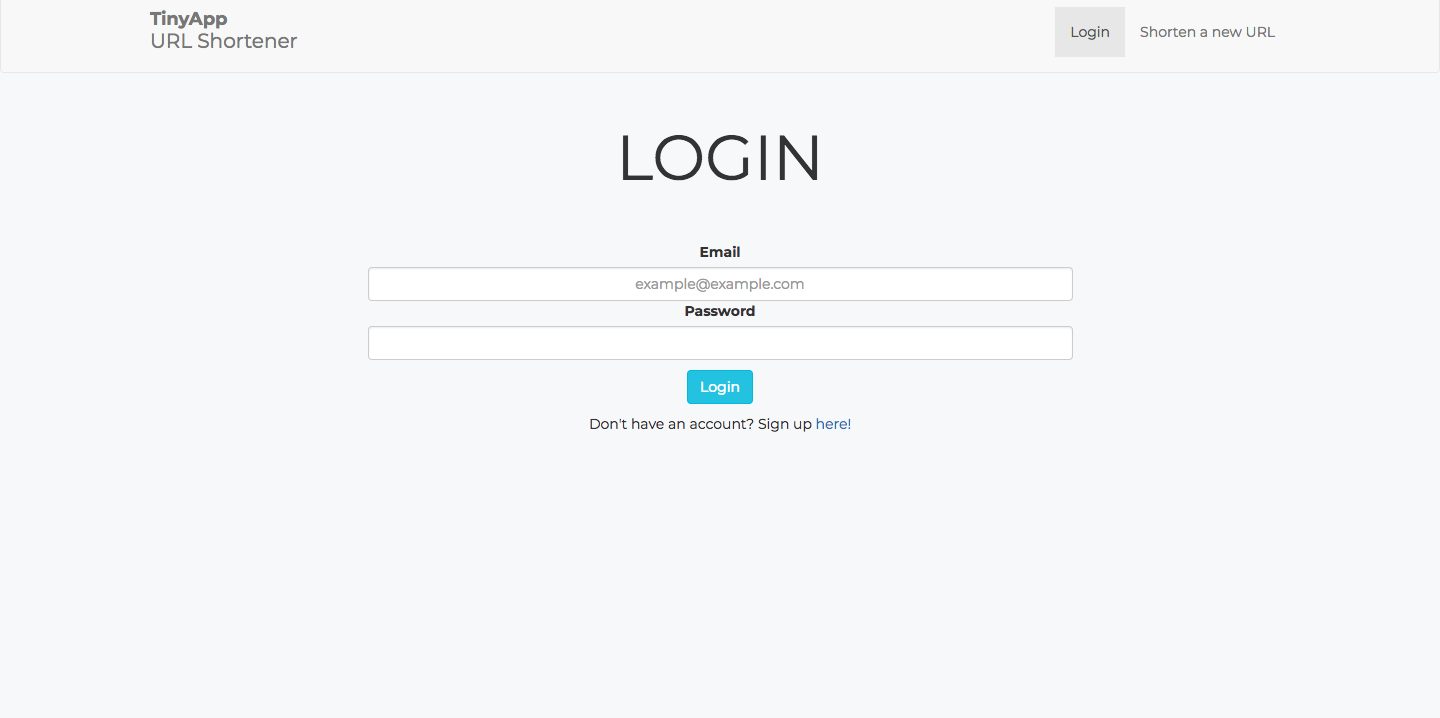 TinyApp
URL Shortener
Login
Shorten a new URL
LOGIN
Email
example@example.com
Password
Login
Don't have an account? Sign up here!